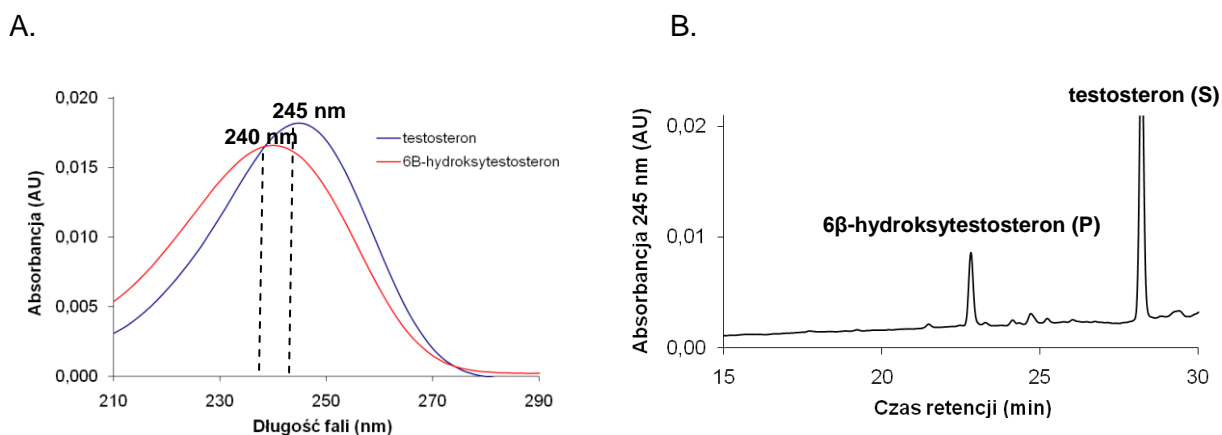 A.
0,020
0,015
0,010
0,005
0,000
Absorbancja (AU)
240 nm
245 nm
testosteron
6B-hydroksytestosteron
210
230
250
270
290
Długość fali (nm)
B.
0,02
0,01
0,00
Absorbancja 245 nm (AU)
testosteron (S)
6β-hydroksytestosteron (P)
15
20
25
30
Czas retencji (min)